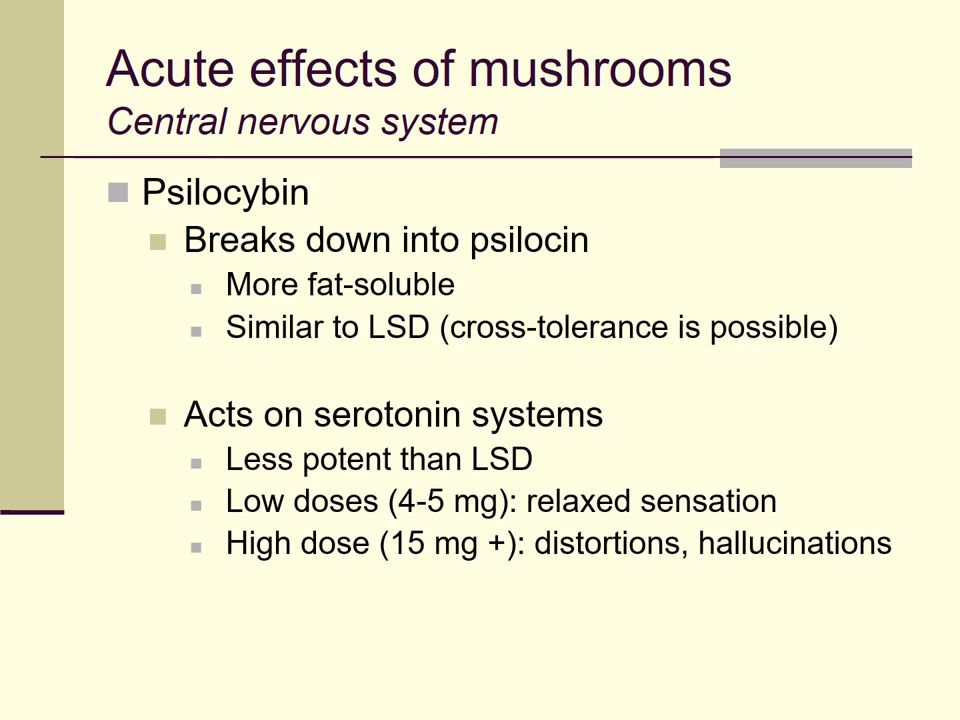 Acute effects of mushrooms
Central nervous system
Psilocybin
Breaks down into psilocin
More fat-soluble
Similar to LSD (cross-tolerance is possible)
Acts on serotonin systems
Less potent than LSD
Low doses (4-5 mg): relaxed sensation
High dose (15 mg +): distortions, hallucinations